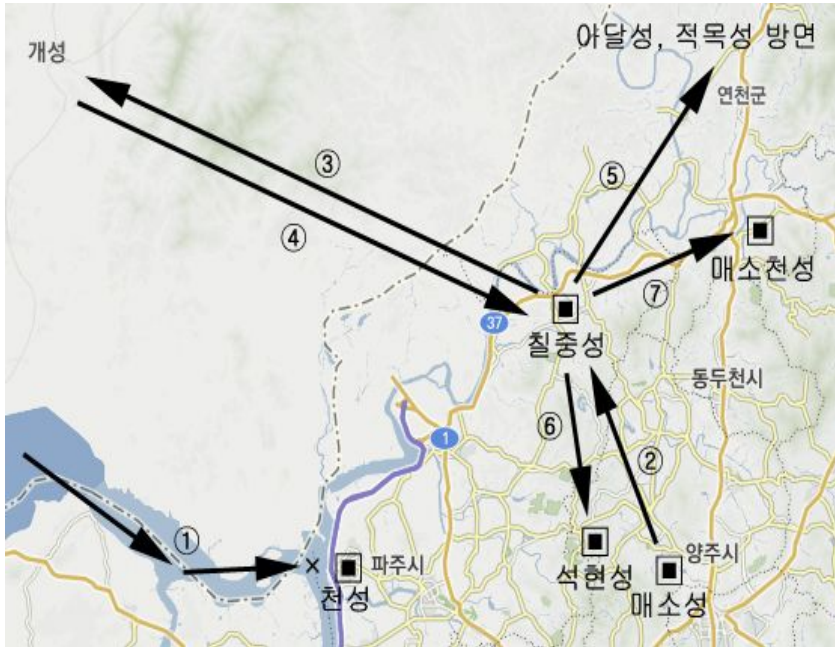 아달성, 적목성 방면
개성
연천군
③
⑤
④
매소천성
⑦
37
칠중성
동두천시
⑥
1
②
①
×
파주시
양주시
천성
석현성
매소성